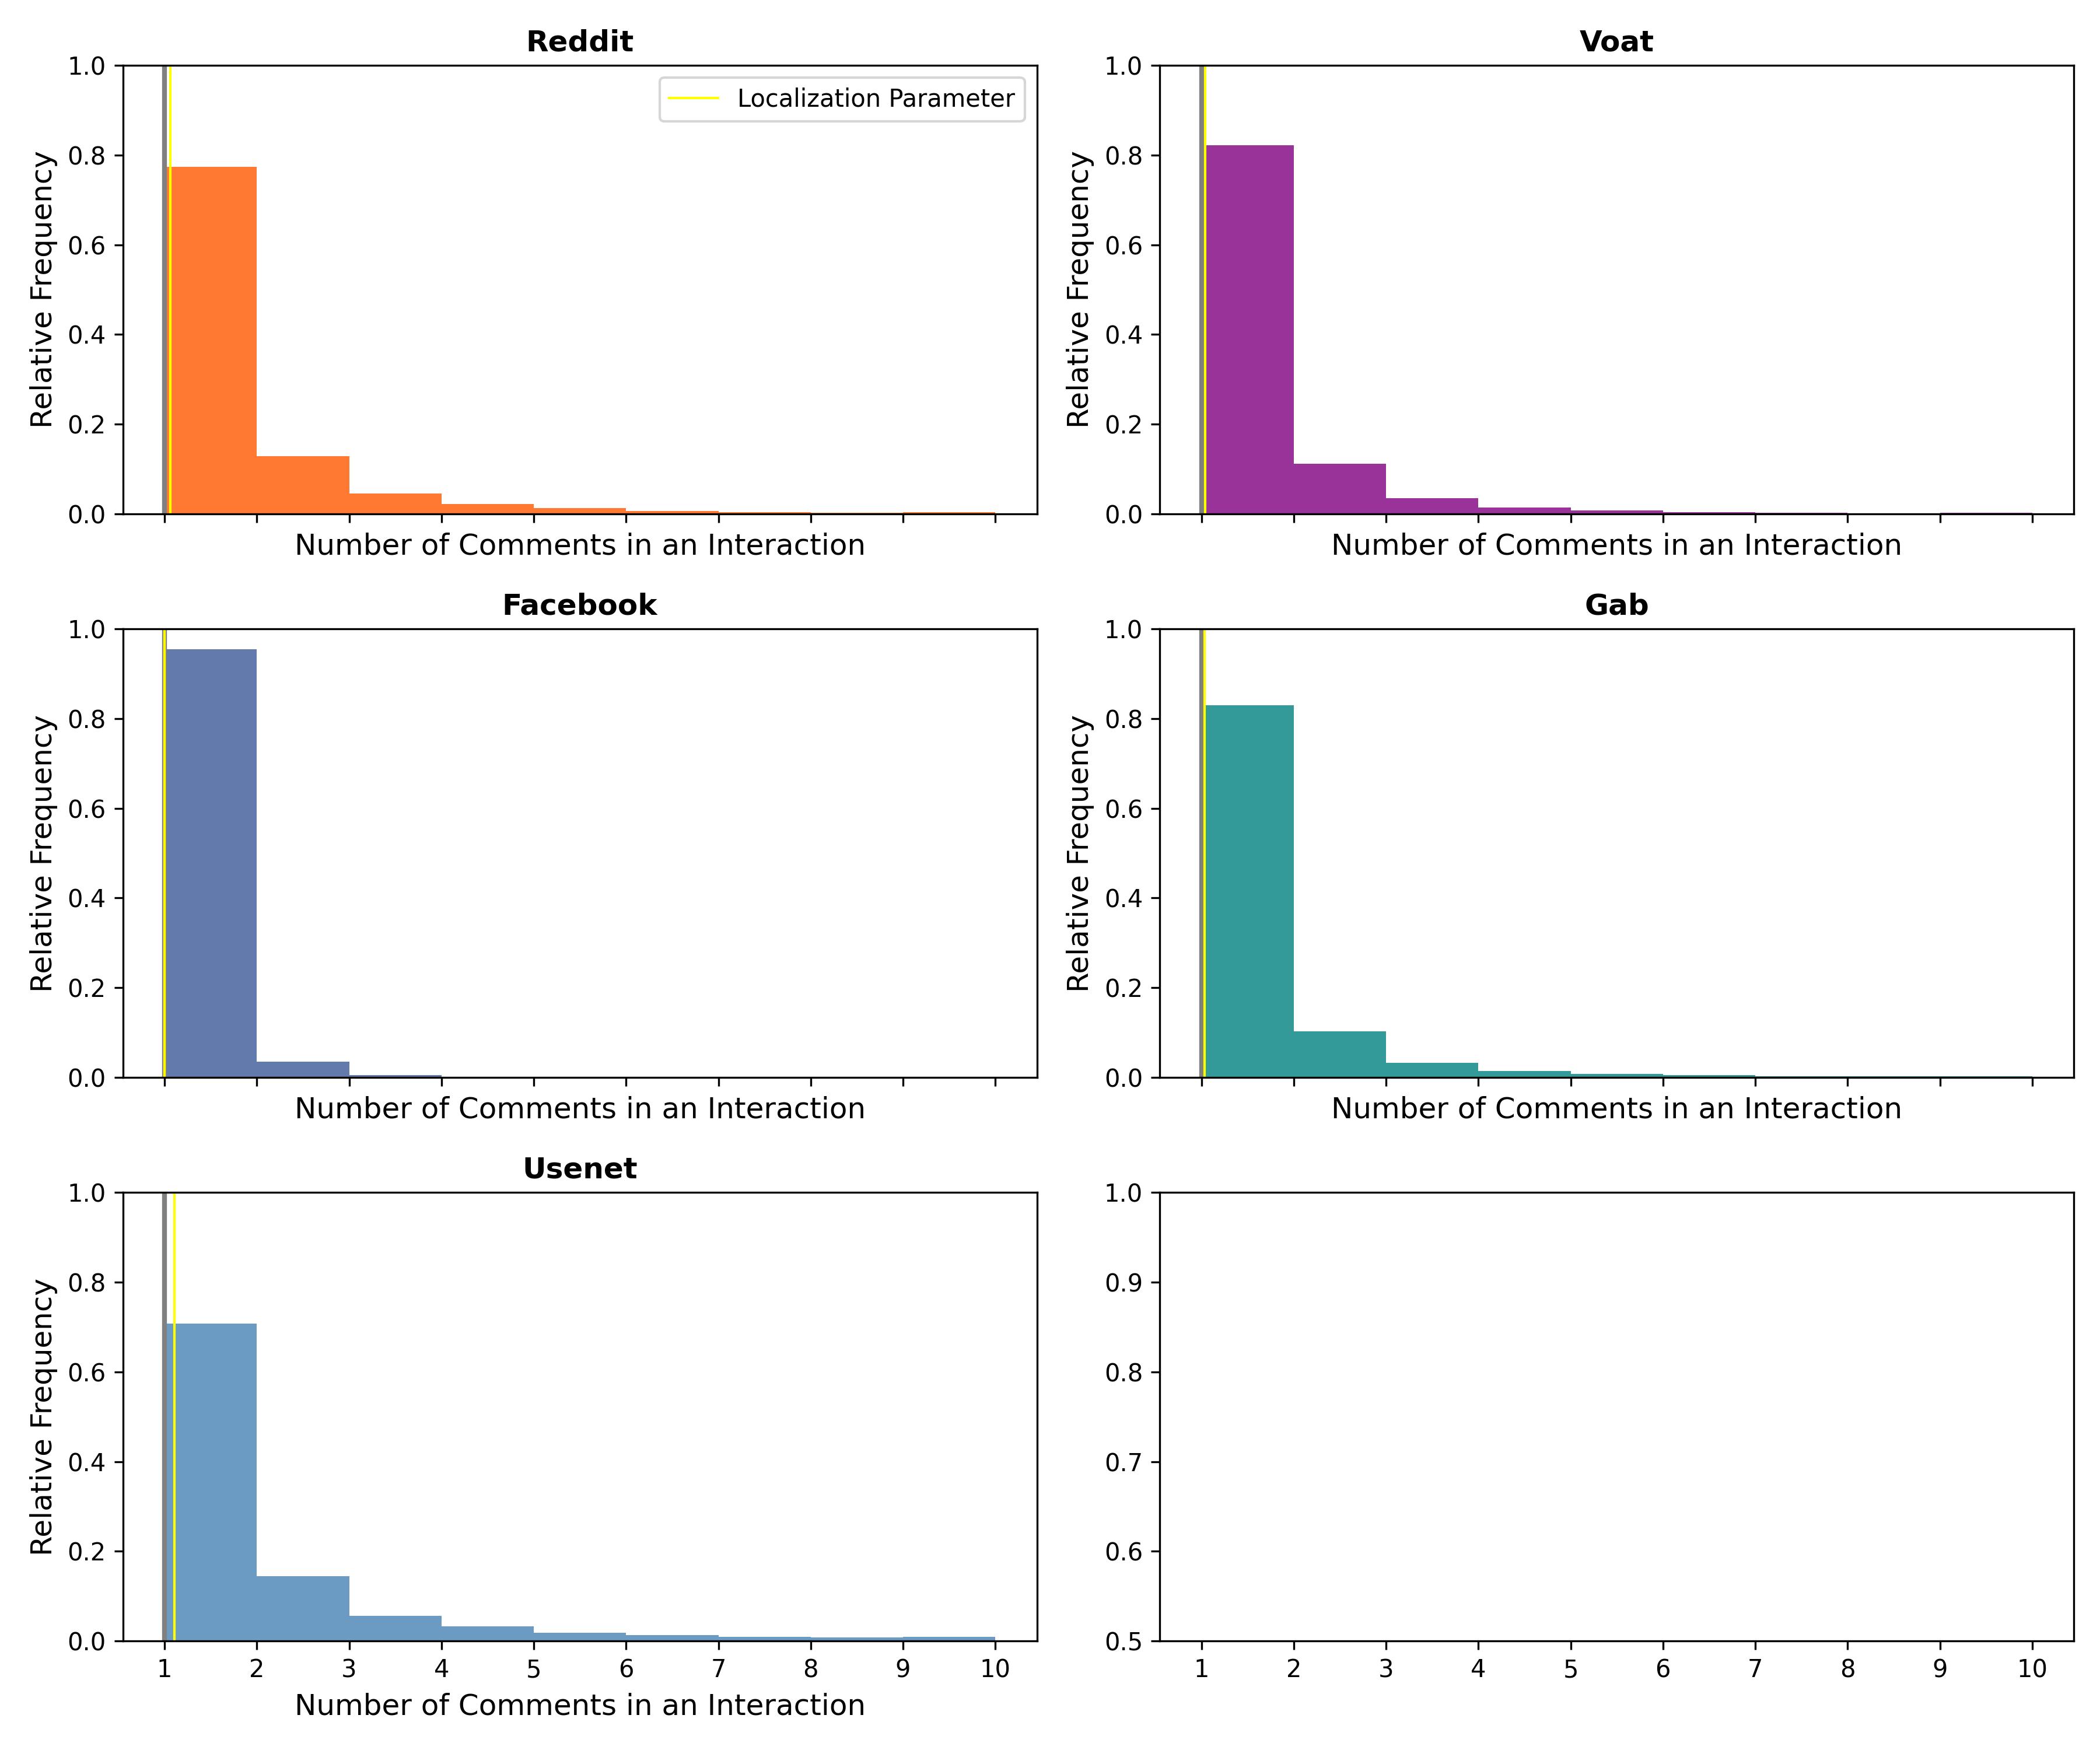 Reddit
1.0
0.8
0.6
0.4
0.2
0.0
Relative Frequency
Localization Parameter
Number of Comments in an Interaction
Voat
1.0
0.8
0.6
0.4
0.2
0.0
Relative Frequency
Number of Comments in an Interaction
Facebook
1.0
0.8
0.6
0.4
0.2
0.0
Relative Frequency
Number of Comments in an Interaction
Gab
1.0
0.8
0.6
0.4
0.2
0.0
Relative Frequency
Number of Comments in an Interaction
Usenet
1.0
0.8
0.6
0.4
0.2
0.0
Relative Frequency
1 2 3 4 5 6 7 8 9 10
Number of Comments in an Interaction
1.0
0.9
0.8
0.7
0.6
0.5
1 2 3 4 5 6 7 8 9 10